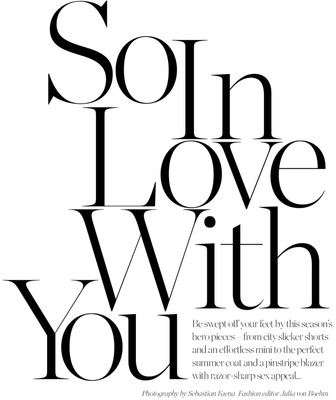 So In
Love
With
You
Be swept off your feet by this season's
hero pieces – from city slicker shorts
and an effortless mini to the perfect
summer coat and a pinstripe blazer
with razor-sharp sex appeal...
Photography by Sebastian Faena Fashion editor Julia von Boehm